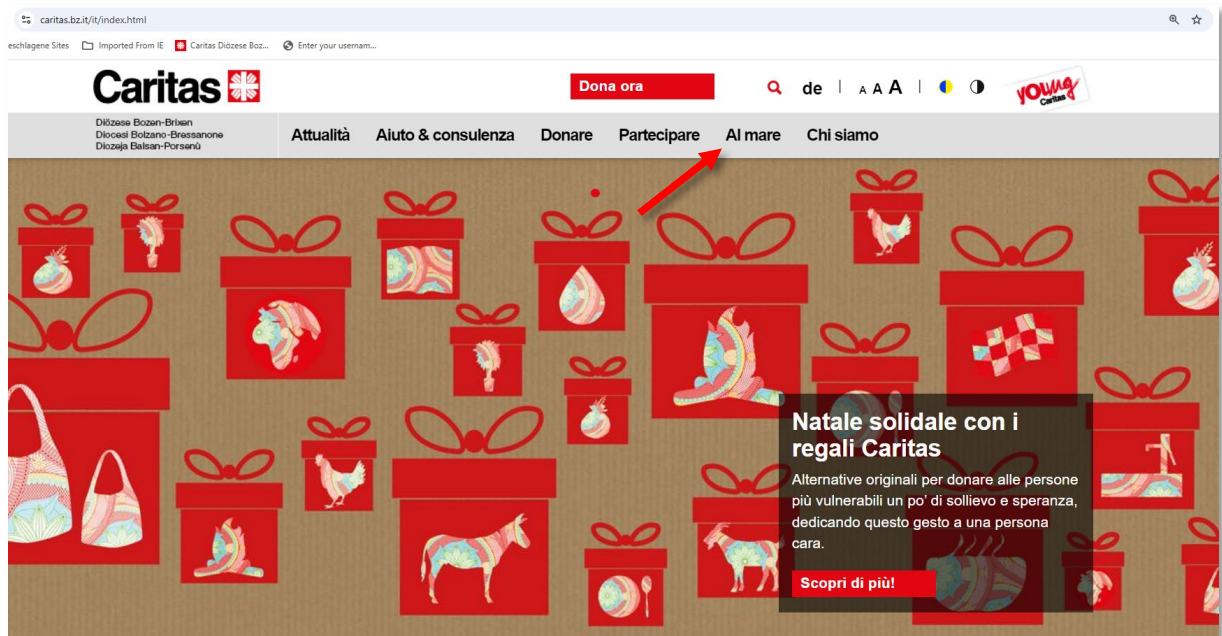 caritas.bz.it/it/index.html
eschlagene Sites Imported From IE Caritas Diözese Boz... Enter your usernam...
Caritas
Dona ora
de | A A A |
young
Caritas
Diözese Bozen-Brixen
Diocesi Bolzano-Bressanone
Diozeja Balsan-Porsenù
Attualità Aiuto & consulenza Donare Partecipare Al mare Chi siamo
Natale solidale con i
regali Caritas
Alternative originali per donare alle persone
più vulnerabili un po' di sollievo e speranza,
dedicando questo gesto a una persona
cara.
Scopri di più!